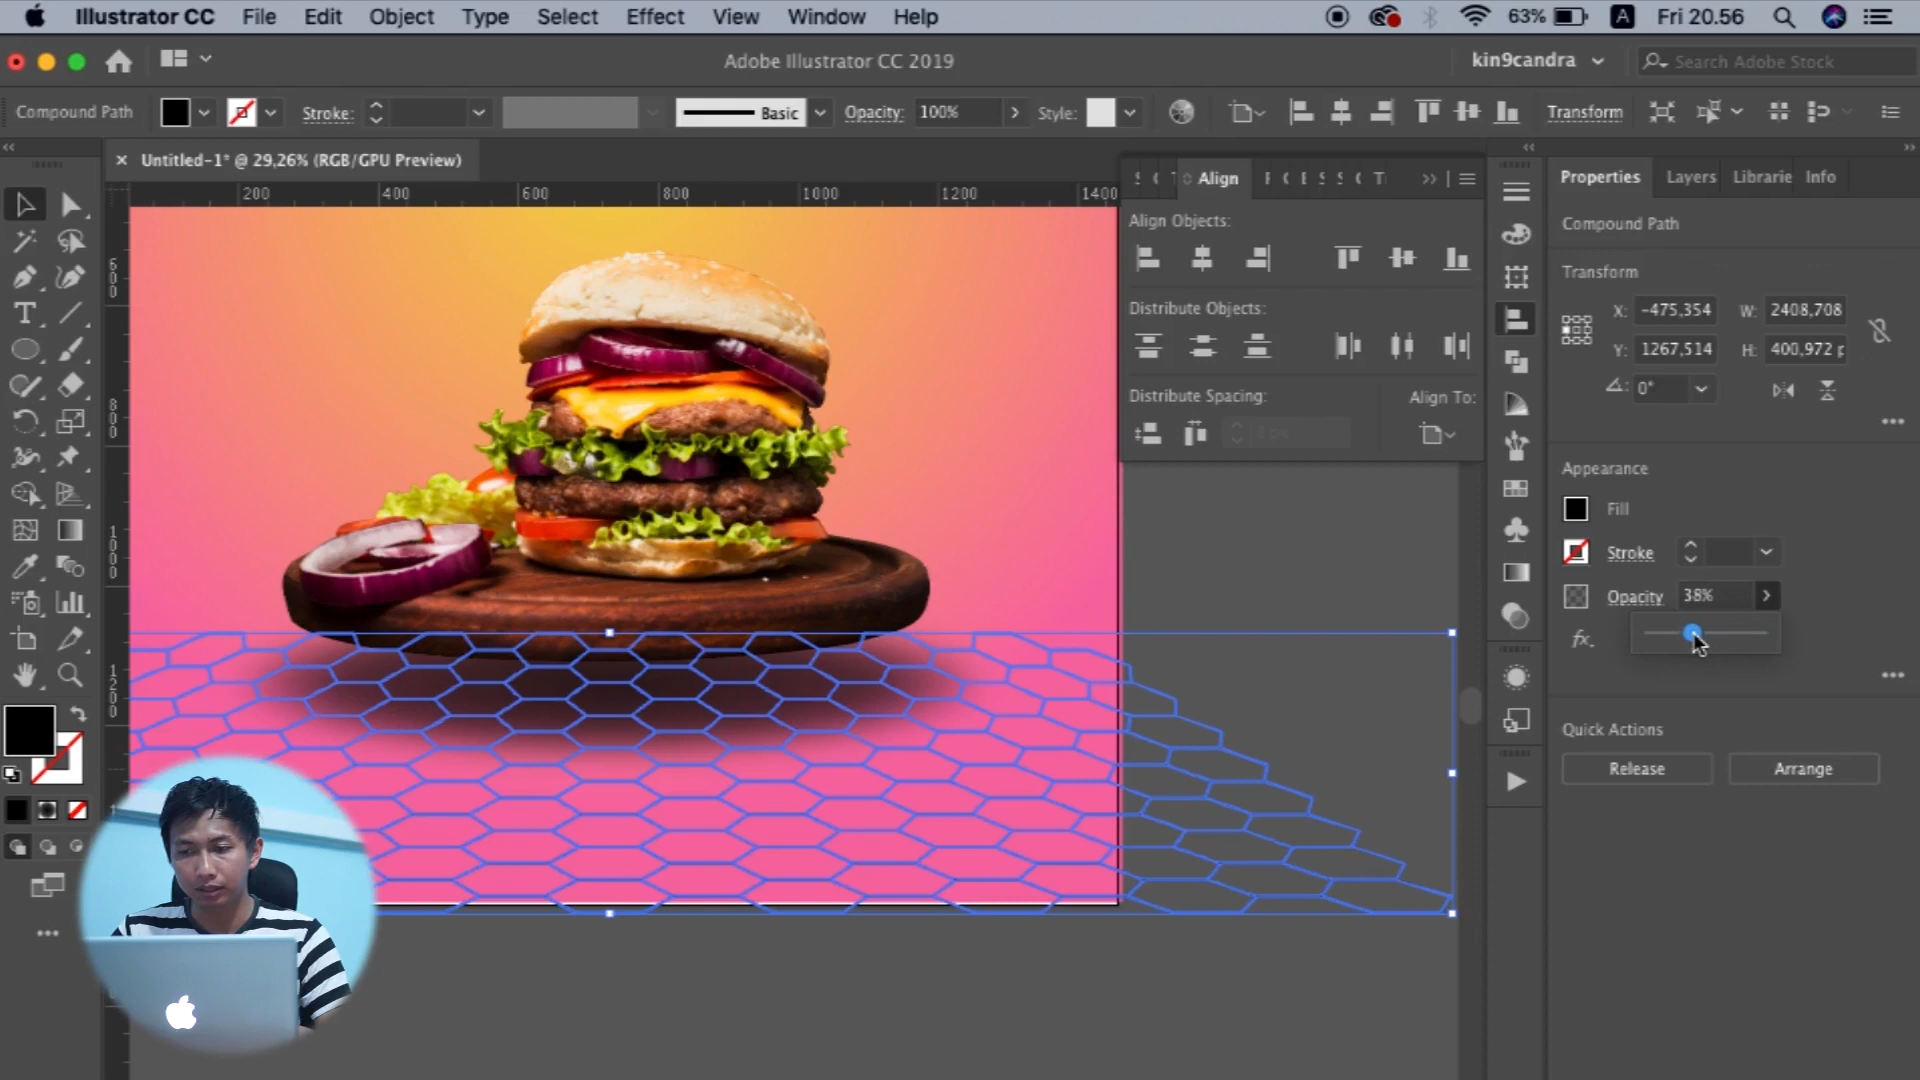 Illustrator CC File Edit Object Type Select Effect View Window Help 63% A Fri 20.56
Adobe Illustrator CC 2019 kin9candra Search Adobe Stock
Compound Path Stroke: Basic Opacity: 100% Style: Transform
× Untitled-1* @ 29,26% (RGB/GPU Preview)
200 400 600 800 1000 1200 1400
600
800
1000
1200
Align
Align Objects:
Distribute Objects:
Distribute Spacing:
Align To:
Properties Layers Librarie Info
Compound Path
Transform
X: -475,354 W: 2408,708
Y: 1267,514 H: 400,972 p
0°
Appearance
Fill
Stroke
Opacity 38%
fx.
Quick Actions
Release Arrange